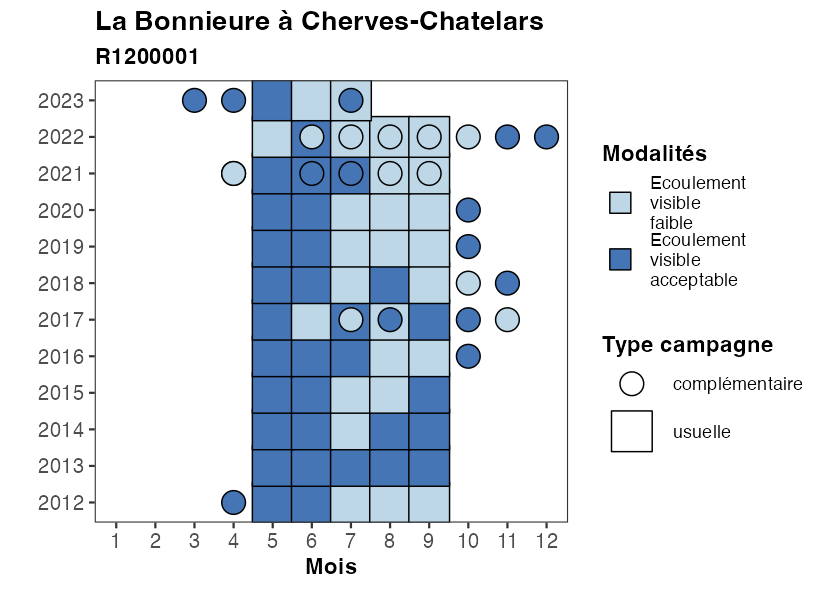 La Bonnieure à Cherves-Chatelars
R1200001
2023
2022
2021
2020
2019
2018
2017
2016
2015
2014
2013
2012
1 2 3 4 5 6 7 8 9 10 11 12
Mois
Modalités
Ecoulement
visible
faible
Ecoulement
visible
acceptable
Type campagne
complémentaire
usuelle